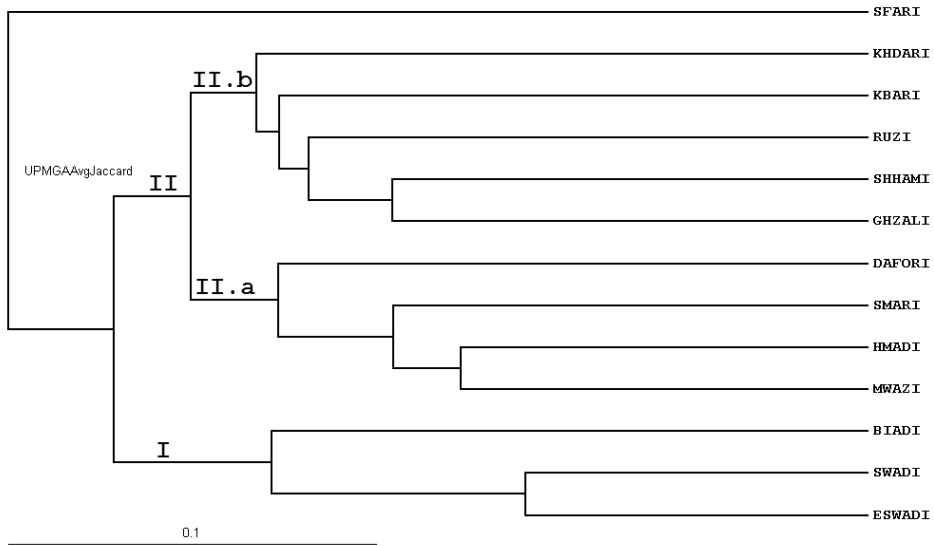 SFARI
KHDARI
II.b
KBARI
RUZI
UPMGAAvgJaccard
II
SHHAMI
GHZALI
DAFORI
II.a
SMARI
HMADI
MWAZI
BIADI
I
SWADI
ESWADI
0.1